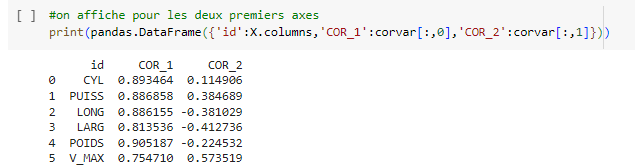 [ ] #on affiche pour les deux premiers axes
print(pandas.DataFrame({'id':X.columns,'COR_1':corvar[:,0],'COR_2':corvar[:,1]}))
id COR_1 COR_2
0 CYL 0.893464 0.114906
1 PUISS 0.886858 0.384689
2 LONG 0.886155 -0.381029
3 LARG 0.813536 -0.412736
4 POIDS 0.905187 -0.224532
5 V_MAX 0.754710 0.573519